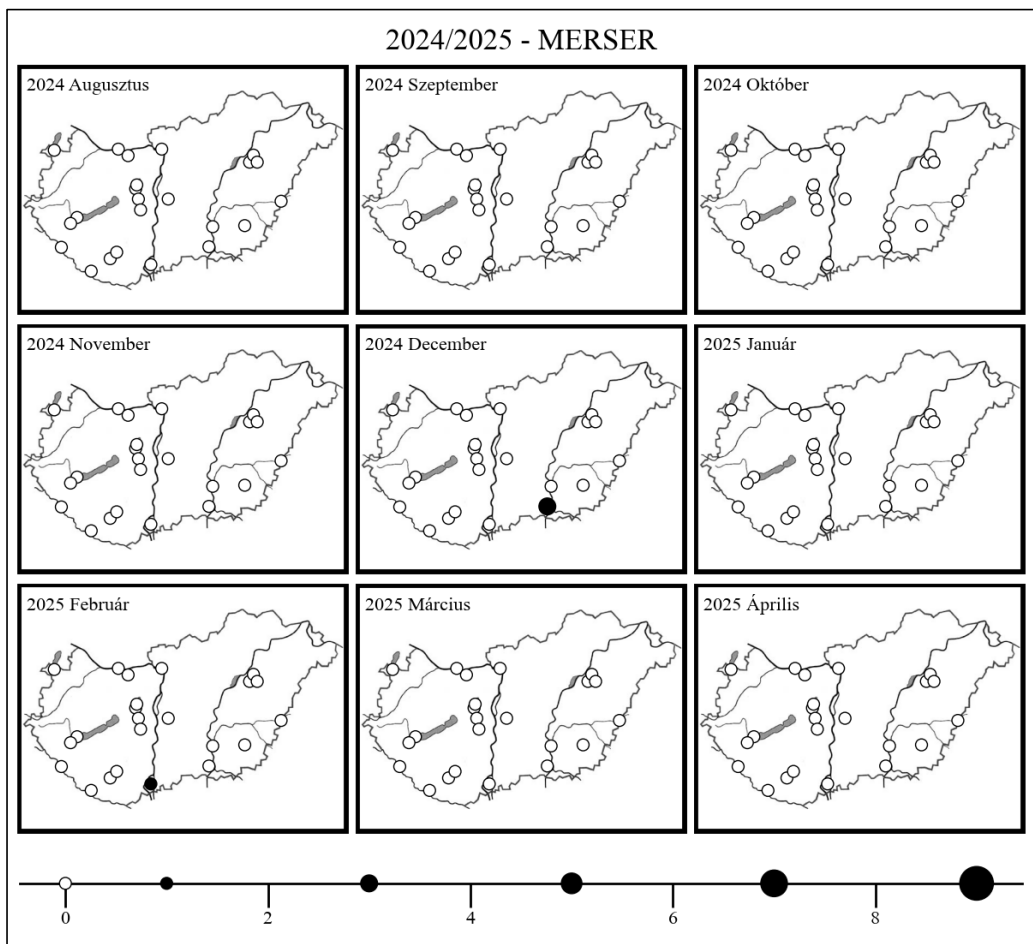 2024/2025 - MERSER
2024 Augusztus
2024 Szeptember
2024 Október
2024 November
2024 December
2025 Január
2025 Február
2025 Március
2025 Április
0 2 4 6 8